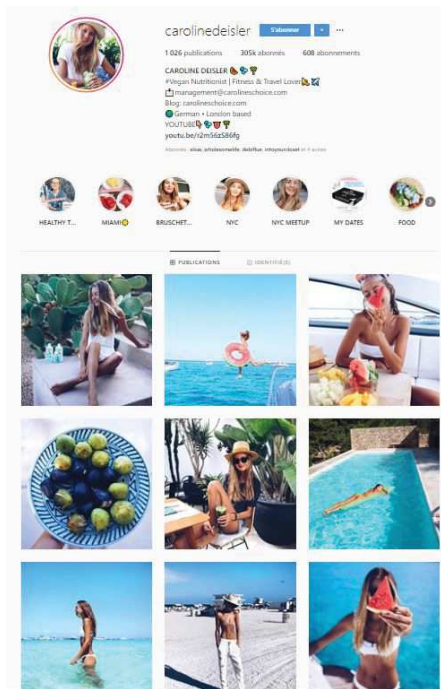 carolinedeisler S'abonner
1 026 publications 305k abonnés 608 abonnements
CAROLINE DEISLER
#Vegan Nutritionist | Fitness & Travel Lover
management@carolineschoice.com
Blog: carolineschoice.com
German • London based
YOUTUBE
youtu.be/r2m56zS86fg
HEALTHY T... MIAMI BRUSCHET... NYC NYC MEETUP MY DATES FOOD
PUBLICATIONS IDENTIFIÉ(E)